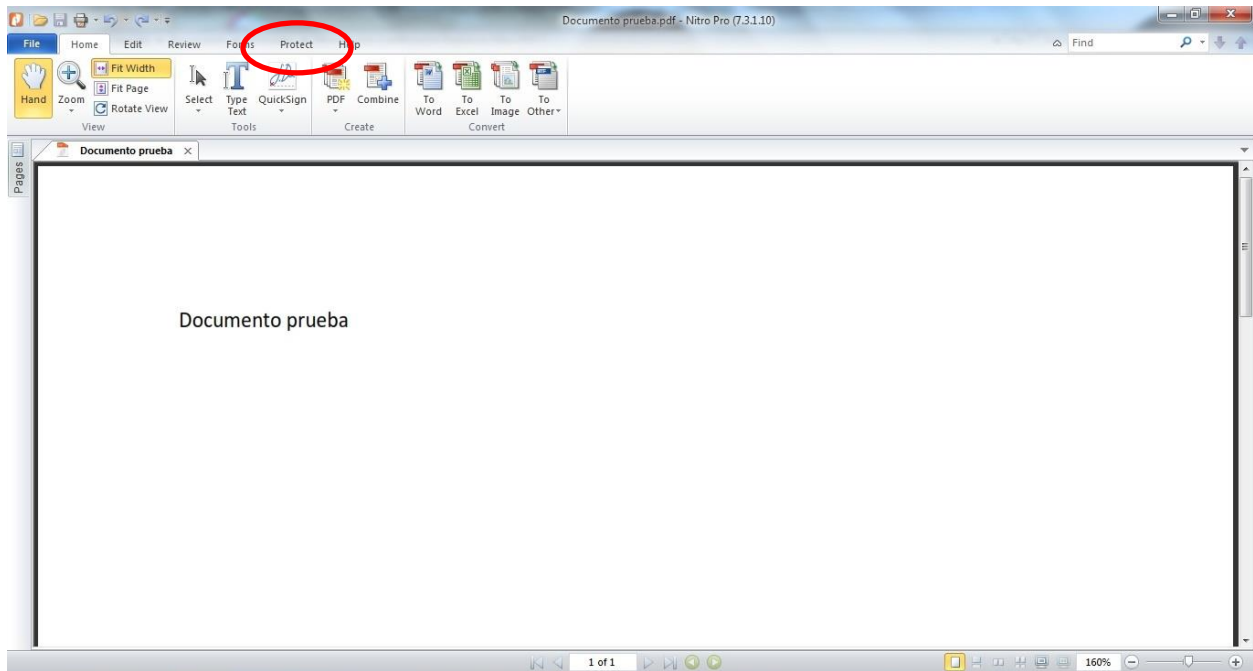 Documento prueba.pdf - Nitro Pro (7.3.1.10)
File Home Edit Review Protect Find
Hand
Zoom
Fit Width
Fit Page
Rotate View
Select
Type Text
QuickSign
PDF
Combine
To Word
To Excel
To Image
To Other
View Tools Create Convert
Documento prueba
Pages
Documento prueba
1 of 1 160%